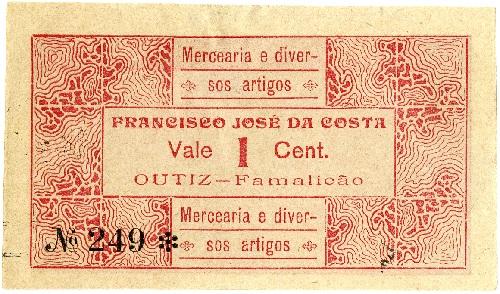 Mercearia e diver-
sos artigos
FRANCISCO JOSÉ DA COSTA
Vale 1 Cent.
OUTIZ—Famalicão
Mercearia e diver-
sos artigos
Nº 249 ✻